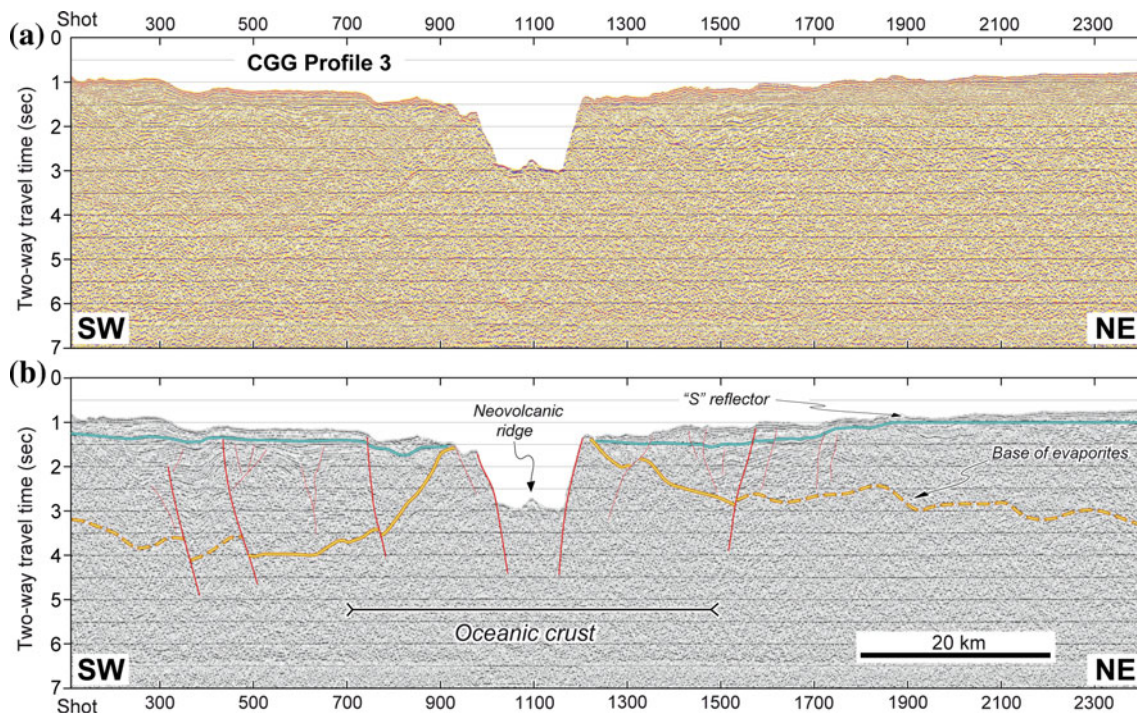 Shot 300 500 700 900 1100 1300 1500 1700 1900 2100 2300
(a)
CGG Profile 3
Two-way travel time (sec)
0
1
2
3
4
5
6
7
SW NE
(b)
Two-way travel time (sec)
0
1
2
3
4
5
6
7
Neovolcanic
ridge
"S" reflector
Base of evaporites
Oceanic crust
20 km
SW NE
Shot 300 500 700 900 1100 1300 1500 1700 1900 2100 2300